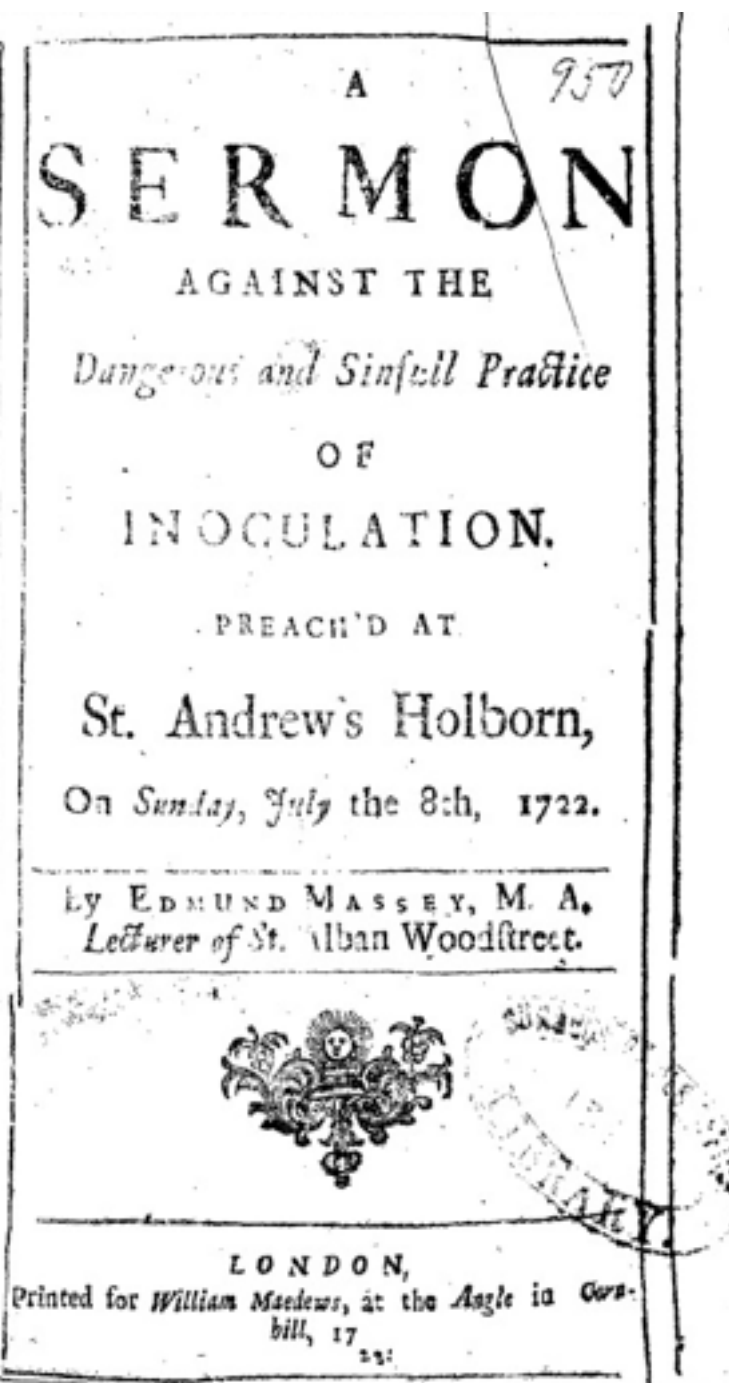 950
A
SERMON
AGAINST THE
Dangerous and Sinfull Practice
OF
INOCULATION.
PREACH'D AT
St. Andrew's Holborn,
On Sunday, July the 8th, 1722.
By EDMUND MASSEY, M. A.
Lecturer of St. Alban Woodstreet.
LIBRARY.
LONDON,
Printed for William Meadows, at the Angle in Corn-
hill, 17
22: